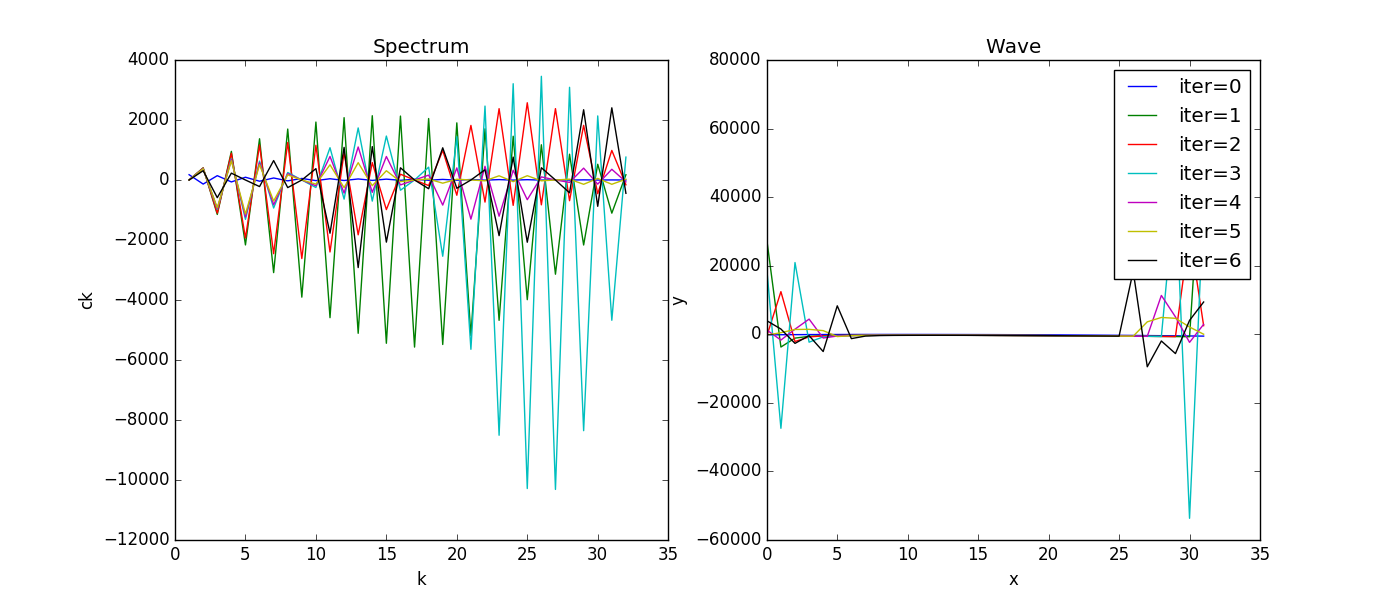 Spectrum
4000
2000
0
−2000
−4000
−6000
−8000
−10000
−12000
ck
0 5 10 15 20 25 30 35
k
Wave
80000
60000
40000
20000
0
−20000
−40000
−60000
y
0 5 10 15 20 25 30 35
x
iter=0
iter=1
iter=2
iter=3
iter=4
iter=5
iter=6